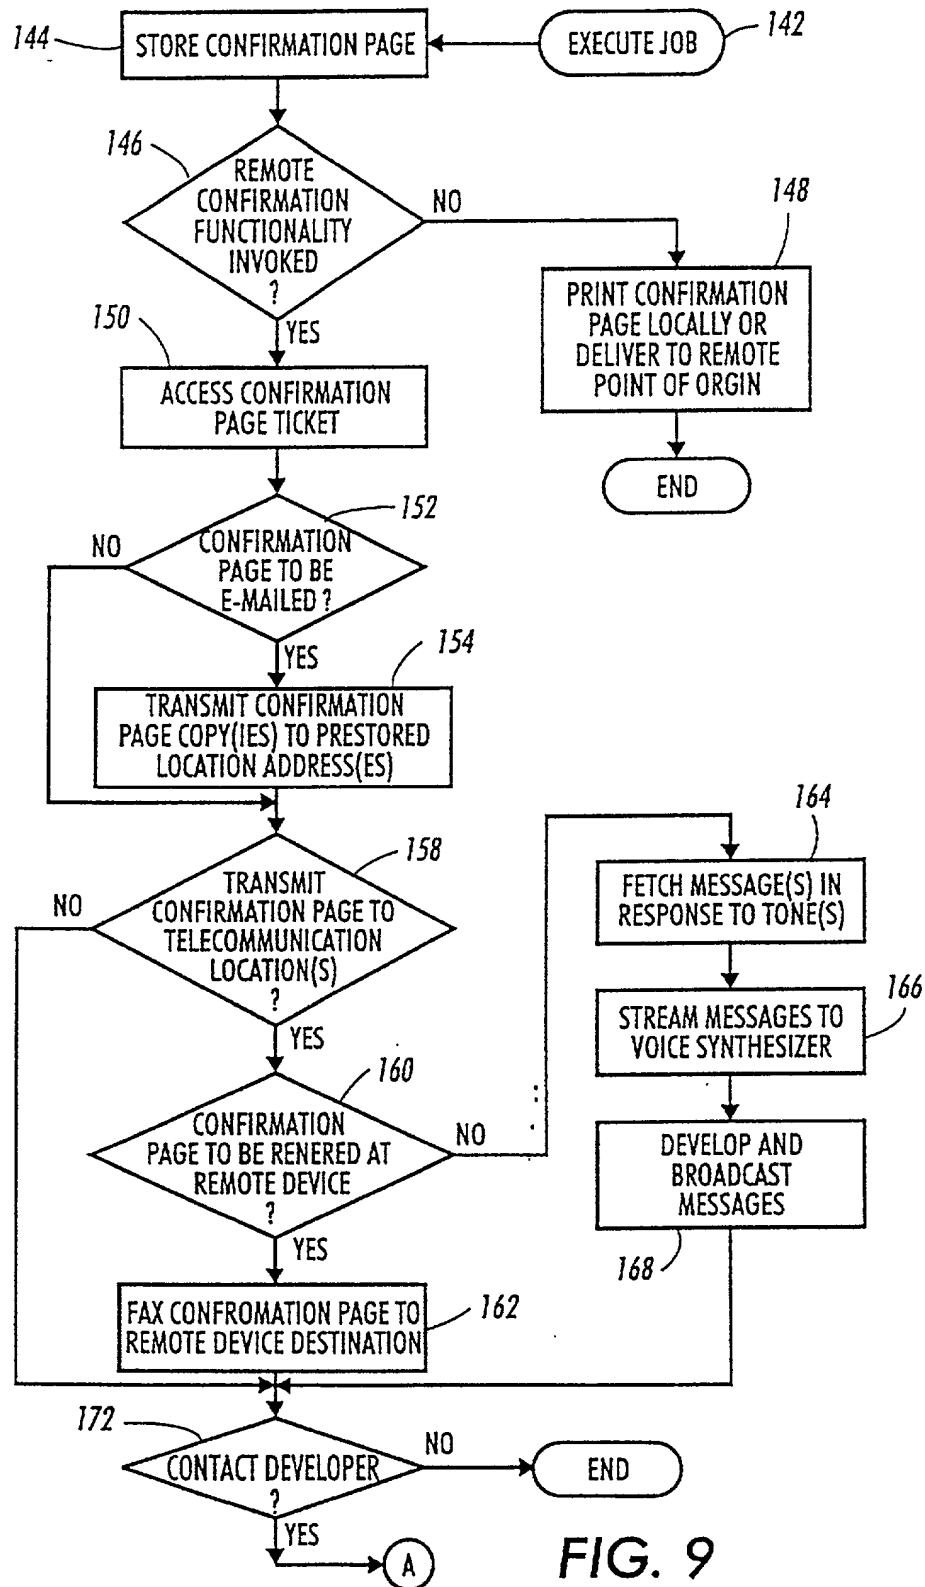 144
STORE CONFIRMATION PAGE
EXECUTE JOB
142
146
REMOTE
CONFIRMATION
FUNCTIONALITY
INVOKED
?
NO
148
PRINT CONFIRMATION
PAGE LOCALLY OR
DELIVER TO REMOTE
POINT OF ORGIN
END
YES
150
ACCESS CONFIRMATION
PAGE TICKET
152
CONFIRMATION
PAGE TO BE
E-MAILED ?
NO
YES
154
TRANSMIT CONFIRMATION
PAGE COPY(IES) TO PRESTORED
LOCATION ADDRESS(ES)
158
TRANSMIT
CONFIRMATION PAGE TO
TELECOMMUNICATION
LOCATION(S)
?
NO
YES
160
CONFIRMATION
PAGE TO BE RENERED AT
REMOTE DEVICE
?
NO
YES
164
FETCH MESSAGE(S) IN
RESPONSE TO TONE(S)
166
STREAM MESSAGES TO
VOICE SYNTHESIZER
DEVELOP AND
BROADCAST
MESSAGES
168
FAX CONFROMATION PAGE TO
REMOTE DEVICE DESTINATION
162
172
CONTACT DEVELOPER
?
NO
END
YES
A
FIG. 9